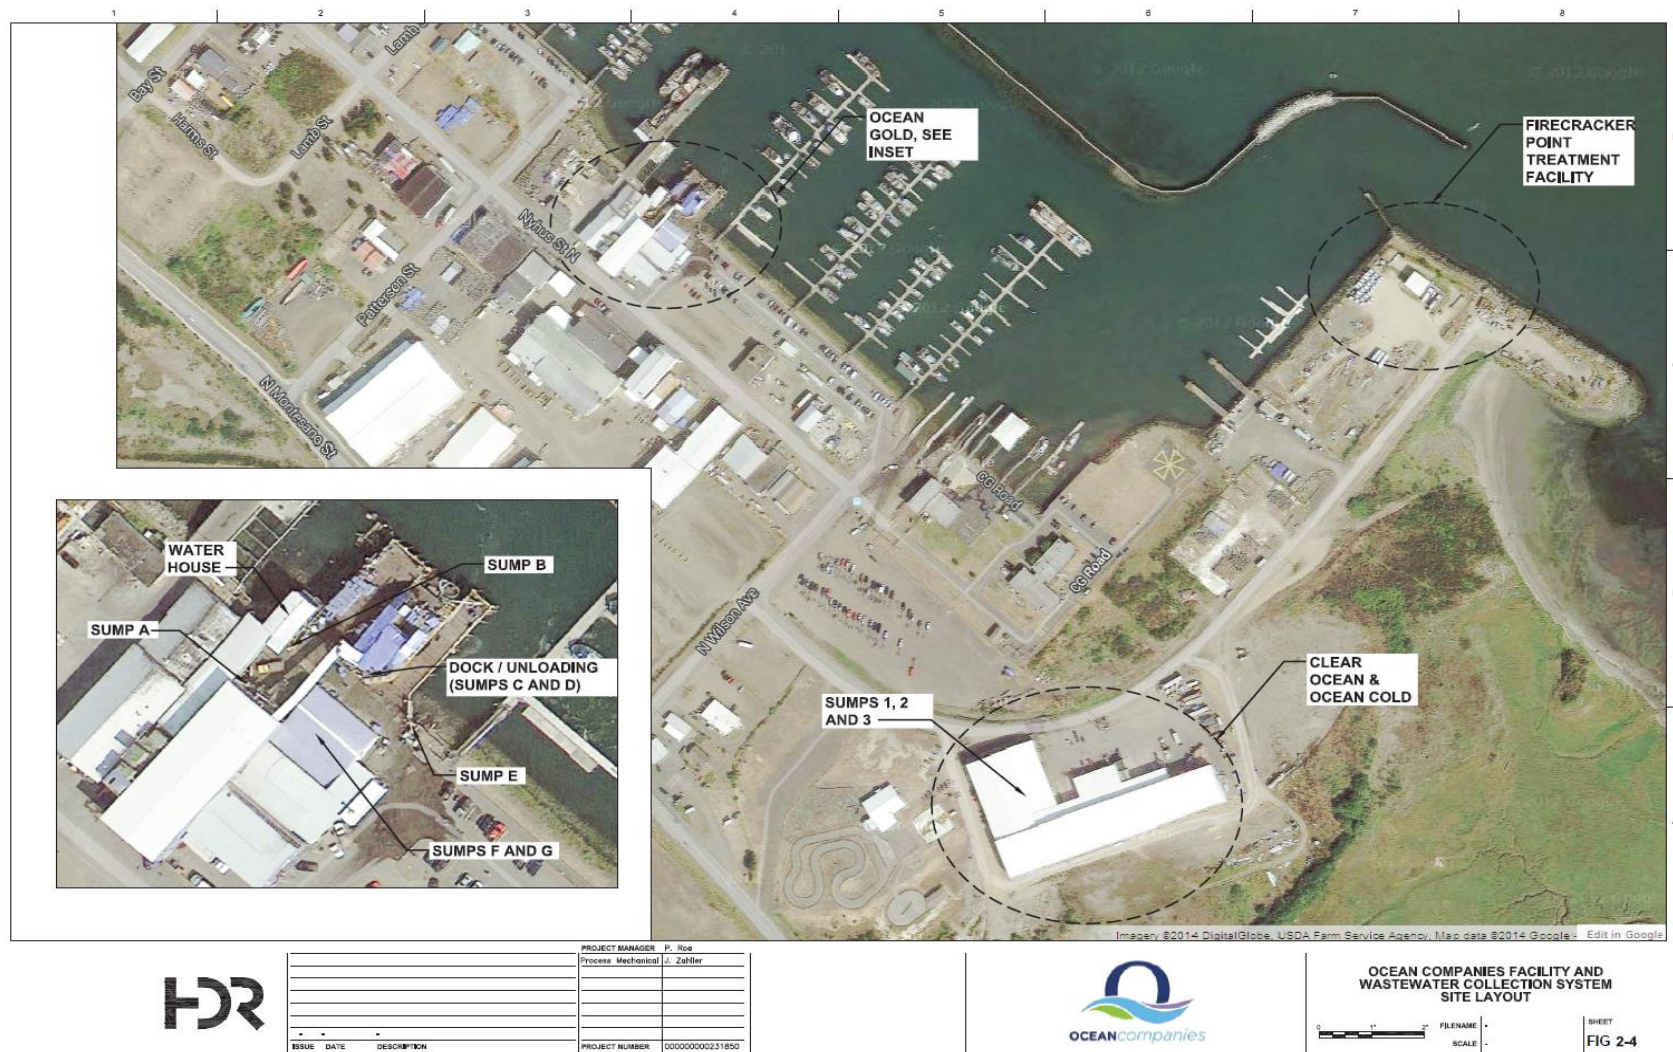 1 2 3 4 5 6 7 8
Bay St
Harms St
Lamb St
Nyhus St N
Patterson St
N Montesano St
OCEAN
GOLD, SEE
INSET
FIRECRACKER
POINT
TREATMENT
FACILITY
© 2012 Google
CG Road
CG Road
N Wilson Ave
WATER
HOUSE
SUMP B
SUMP A
DOCK / UNLOADING
(SUMPS C AND D)
SUMP E
SUMPS F AND G
SUMPS 1, 2
AND 3
CLEAR
OCEAN &
OCEAN COLD
Imagery ©2014 DigitalGlobe, USDA Farm Service Agency, Map data ©2014 Google - Edit in Google
HDR
ISSUE DATE DESCRIPTION
PROJECT MANAGER P. Roe
Process Mechanical J. Zahller
PROJECT NUMBER 000000000231850
OCEANcompanies
OCEAN COMPANIES FACILITY AND
WASTEWATER COLLECTION SYSTEM
SITE LAYOUT
0 1" 2"
FILENAME -
SCALE -
SHEET
FIG 2-4